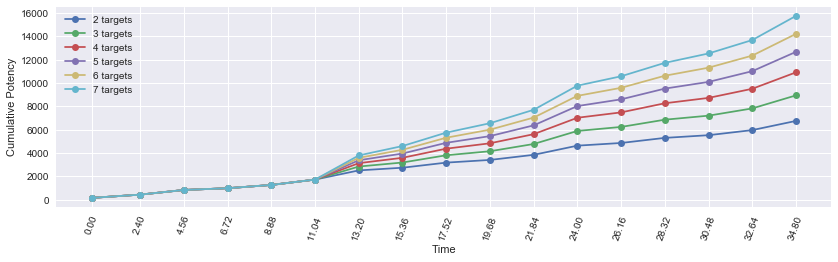 16000
14000
12000
10000
8000
6000
4000
2000
0
Cumulative Potency
2 targets
3 targets
4 targets
5 targets
6 targets
7 targets
0.00 2.40 4.56 6.72 8.88 11.04 13.20 15.36 17.52 19.68 21.84 24.00 26.16 28.32 30.48 32.64 34.80
Time